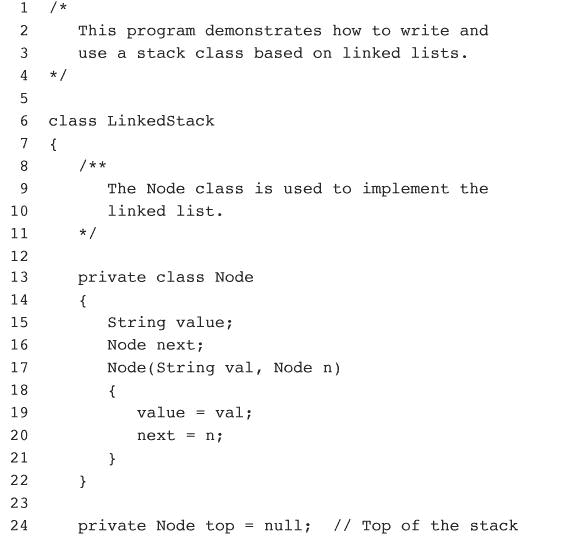 1 /*
2 This program demonstrates how to write and
3 use a stack class based on linked lists.
4 */
5
6 class LinkedStack
7 {
8 /**
9 The Node class is used to implement the
10 linked list.
11 */
12
13 private class Node
14 {
15 String value;
16 Node next;
17 Node(String val, Node n)
18 {
19 value = val;
20 next = n;
21 }
22 }
23
24 private Node top = null; // Top of the stack